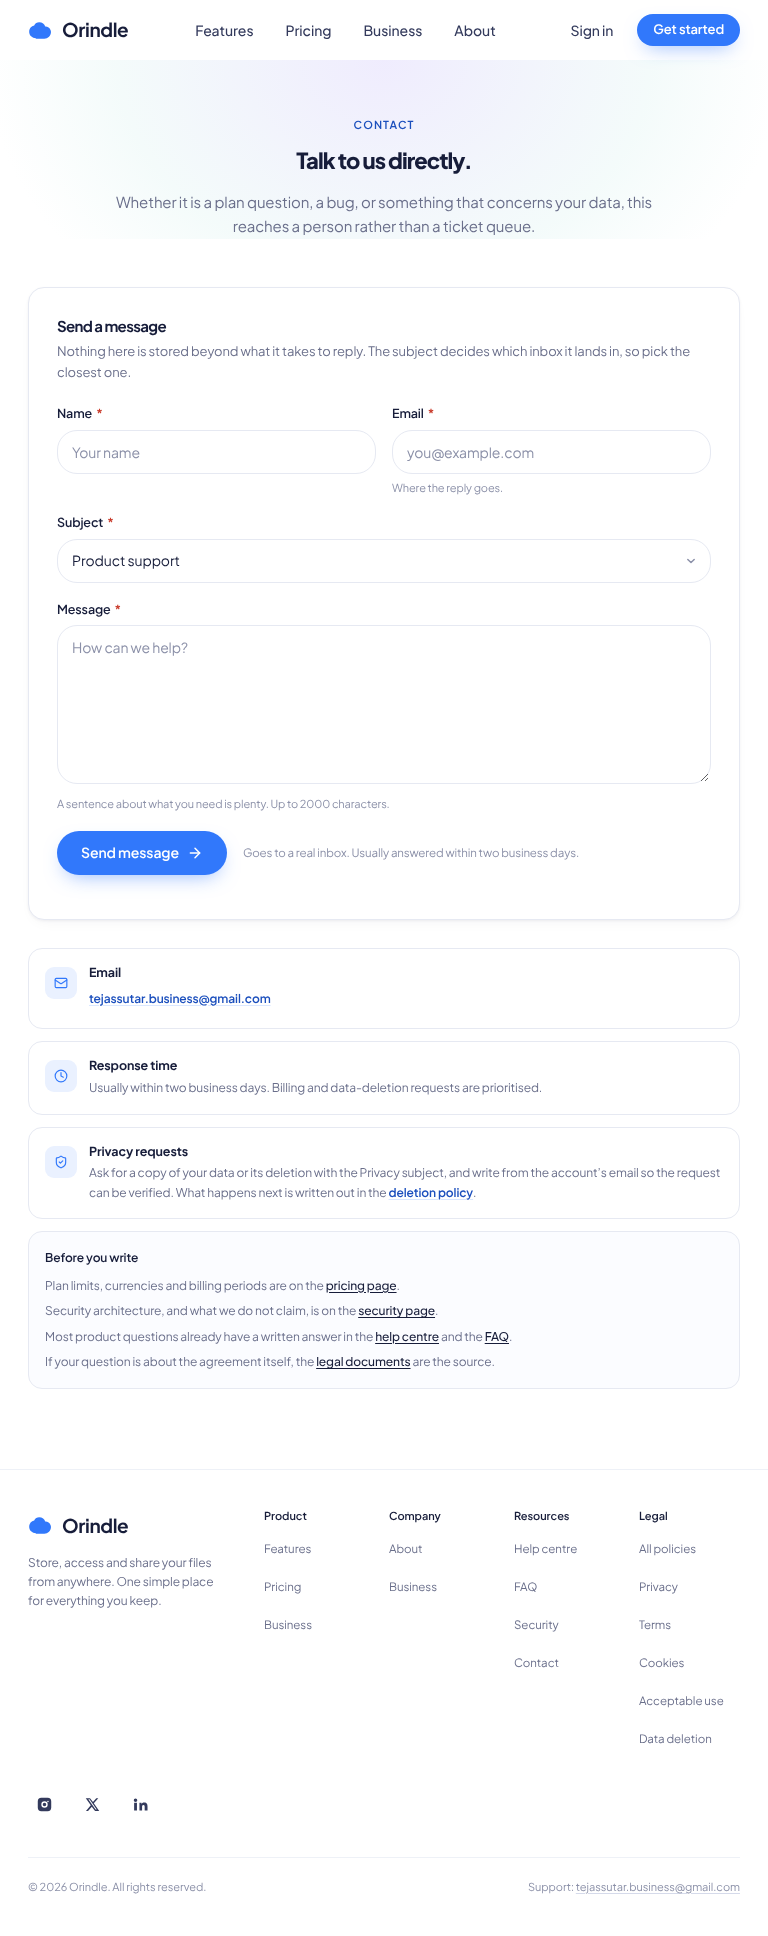 Orindle
Features
Pricing
Business
About
Sign in
Get started
CONTACT
Talk to us directly.
Whether it is a plan question, a bug, or something that concerns your data, this
reaches a person rather than a ticket queue.
Send a message
Nothing here is stored beyond what it takes to reply. The subject decides which inbox it lands in, so pick the
closest one.
Name *
Email *
Your name
you@example.com
Where the reply goes.
Subject *
Product support
Message *
How can we help?
A sentence about what you need is plenty. Up to 2000 characters.
Send message
Goes to a real inbox. Usually answered within two business days.
Email
tejassutar.business@gmail.com
Response time
Usually within two business days. Billing and data-deletion requests are prioritised.
Privacy requests
Ask for a copy of your data or its deletion with the Privacy subject, and write from the account's email so the request
can be verified. What happens next is written out in the deletion policy.
Before you write
Plan limits, currencies and billing periods are on the pricing page.
Security architecture, and what we do not claim, is on the security page.
Most product questions already have a written answer in the help centre and the FAQ.
If your question is about the agreement itself, the legal documents are the source.
Orindle
Store, access and share your files
from anywhere. One simple place
for everything you keep.
Product
Features
Pricing
Business
Company
About
Business
Resources
Help centre
FAQ
Security
Contact
Legal
All policies
Privacy
Terms
Cookies
Acceptable use
Data deletion
© 2026 Orindle. All rights reserved.
Support: tejassutar.business@gmail.com